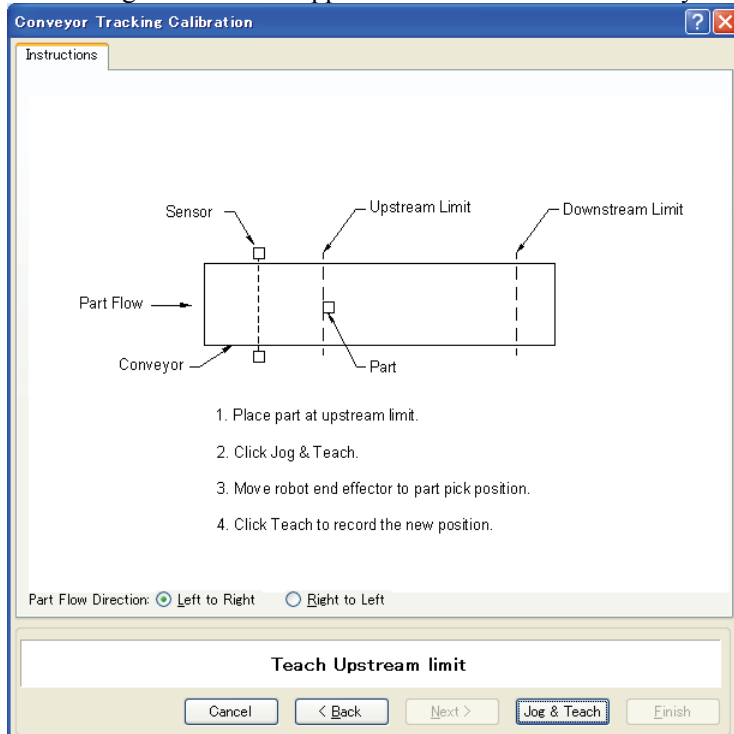 Conveyor Tracking Calibration
Instructions
Sensor
Upstream Limit
Downstream Limit
Part Flow
Conveyor
Part
1. Place part at upstream limit.
2. Click Jog & Teach.
3. Move robot end effector to part pick position.
4. Click Teach to record the new position.
Part Flow Direction: Left to Right Right to Left
Teach Upstream limit
Cancel < Back Next > Jog & Teach Finish